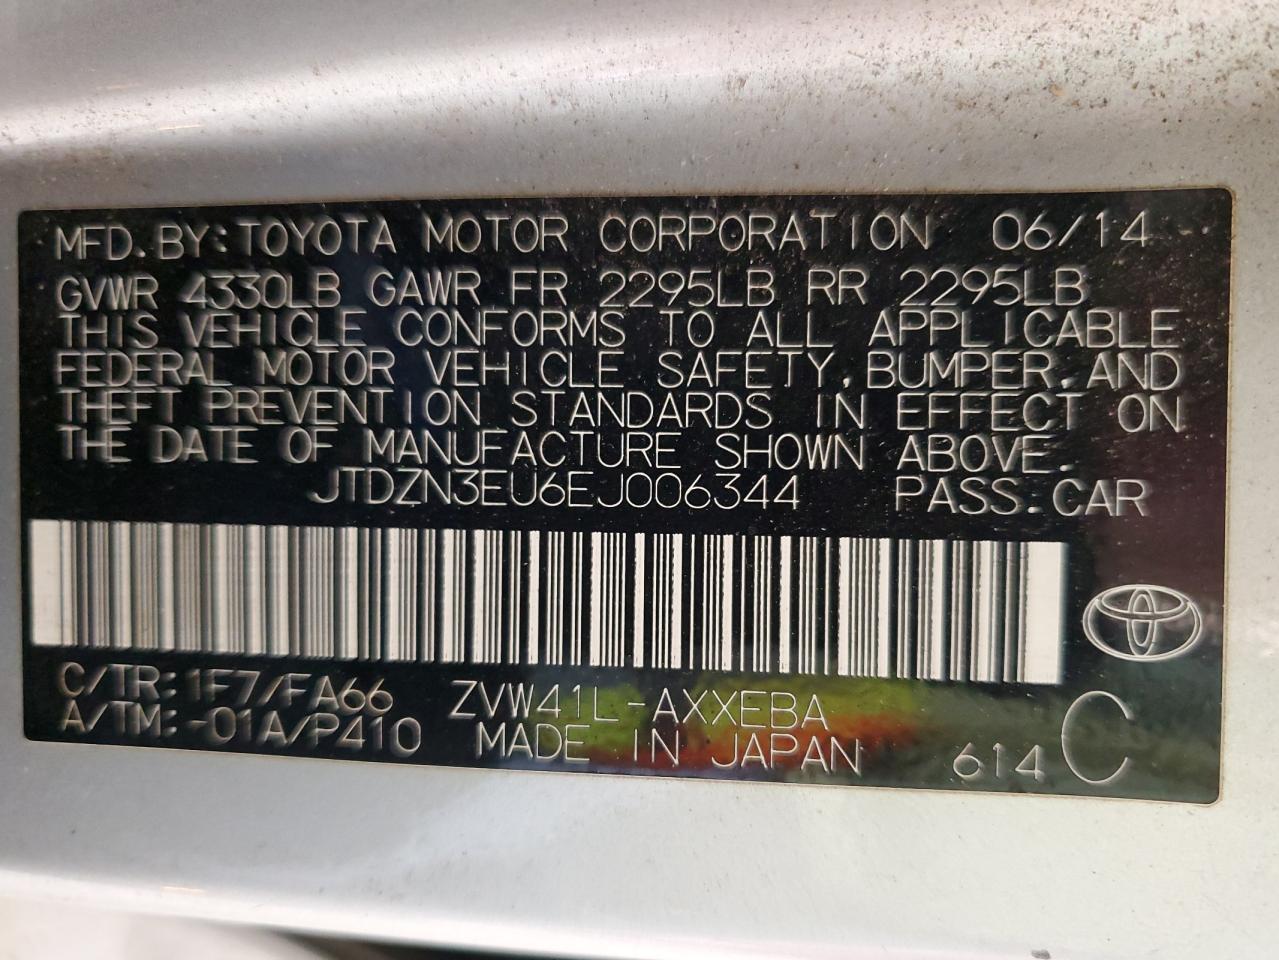 MFD. BY: TOYOTA MOTOR CORPORATION 06/14
GVWR 4330LB GAWR FR 2295LB RR 2295LB
THIS VEHICLE CONFORMS TO ALL APPLICABLE
FEDERAL MOTOR VEHICLE SAFETY, BUMPER, AND
THEFT PREVENTION STANDARDS IN EFFECT ON
THE DATE OF MANUFACTURE SHOWN ABOVE.
JTDZN3EU6EJ006344 PASS. CAR
C/TR: 1F7/FA66 ZVW41L-AXXEBA
A/TM: -01A/P410 MADE IN JAPAN 614 C